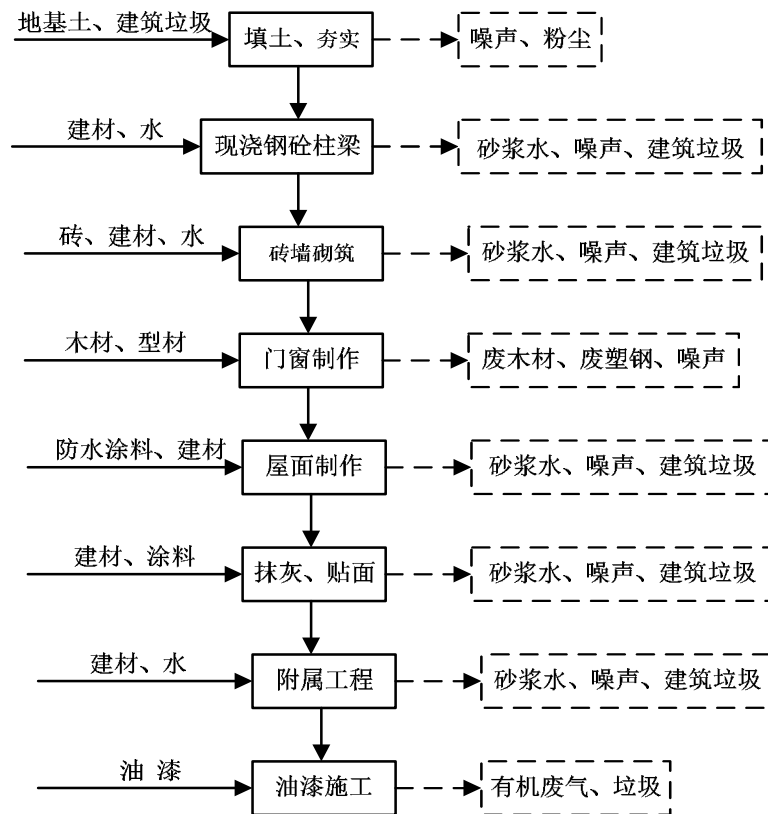 地基土、建筑垃圾
填土、夯实
噪声、粉尘
建材、水
现浇钢砼柱梁
砂浆水、噪声、建筑垃圾
砖、建材、水
砖墙砌筑
砂浆水、噪声、建筑垃圾
木材、型材
门窗制作
废木材、废塑钢、噪声
防水涂料、建材
屋面制作
砂浆水、噪声、建筑垃圾
建材、涂料
抹灰、贴面
砂浆水、噪声、建筑垃圾
建材、水
附属工程
砂浆水、噪声、建筑垃圾
油 漆
油漆施工
有机废气、垃圾